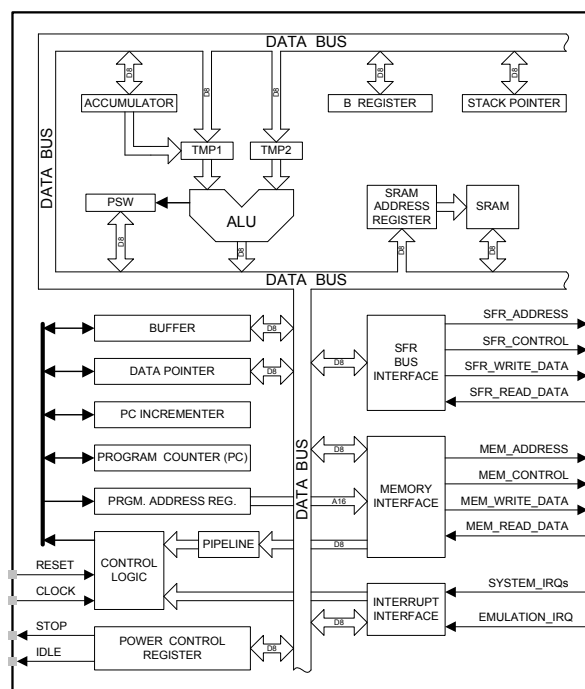 DATA BUS
D8
D8
D8
D8
D8
ACCUMULATOR
B REGISTER
STACK POINTER
DATA BUS
TMP1
TMP2
PSW
ALU
SRAM
ADDRESS
REGISTER
SRAM
D8
D8
D8
D8
DATA BUS
BUFFER
D8
SFR_ADDRESS
DATA POINTER
D8
D8
SFR
BUS
INTERFACE
SFR_CONTROL
SFR_WRITE_DATA
SFR_READ_DATA
PC INCREMENTER
PROGRAM COUNTER (PC)
DATA BUS
D8
MEM_ADDRESS
MEM_CONTROL
PRGM. ADDRESS REG.
A16
MEMORY
INTERFACE
MEM_WRITE_DATA
MEM_READ_DATA
CONTROL
LOGIC
PIPELINE
D8
RESET
CLOCK
SYSTEM_IRQs
INTERRUPT
INTERFACE
D8
EMULATION_IRQ
STOP
IDLE
POWER CONTROL
REGISTER
D8